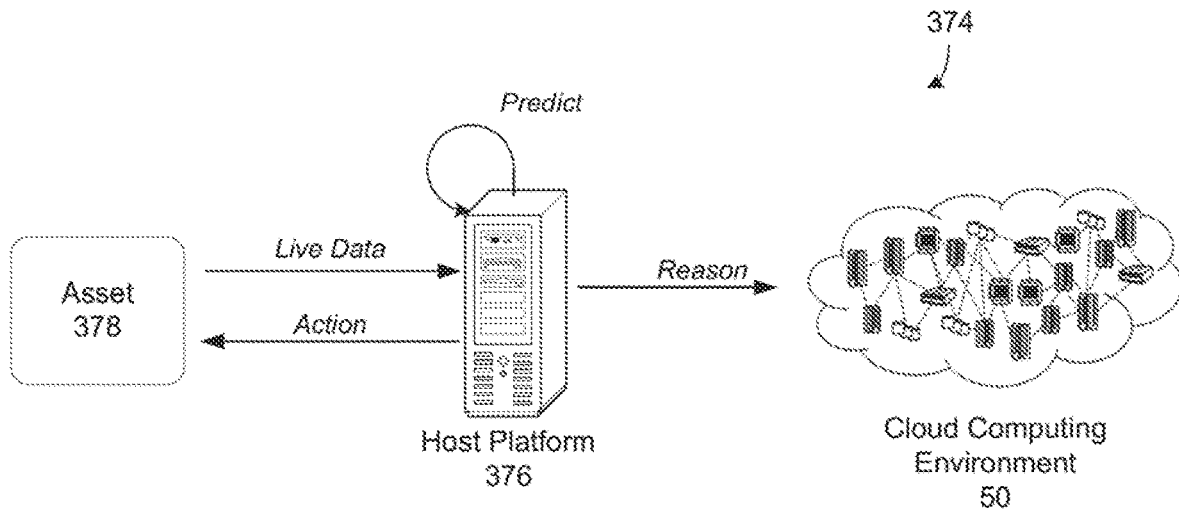 374
Predict
Live Data
Reason
Asset
378
Action
Host Platform
376
Cloud Computing
Environment
50